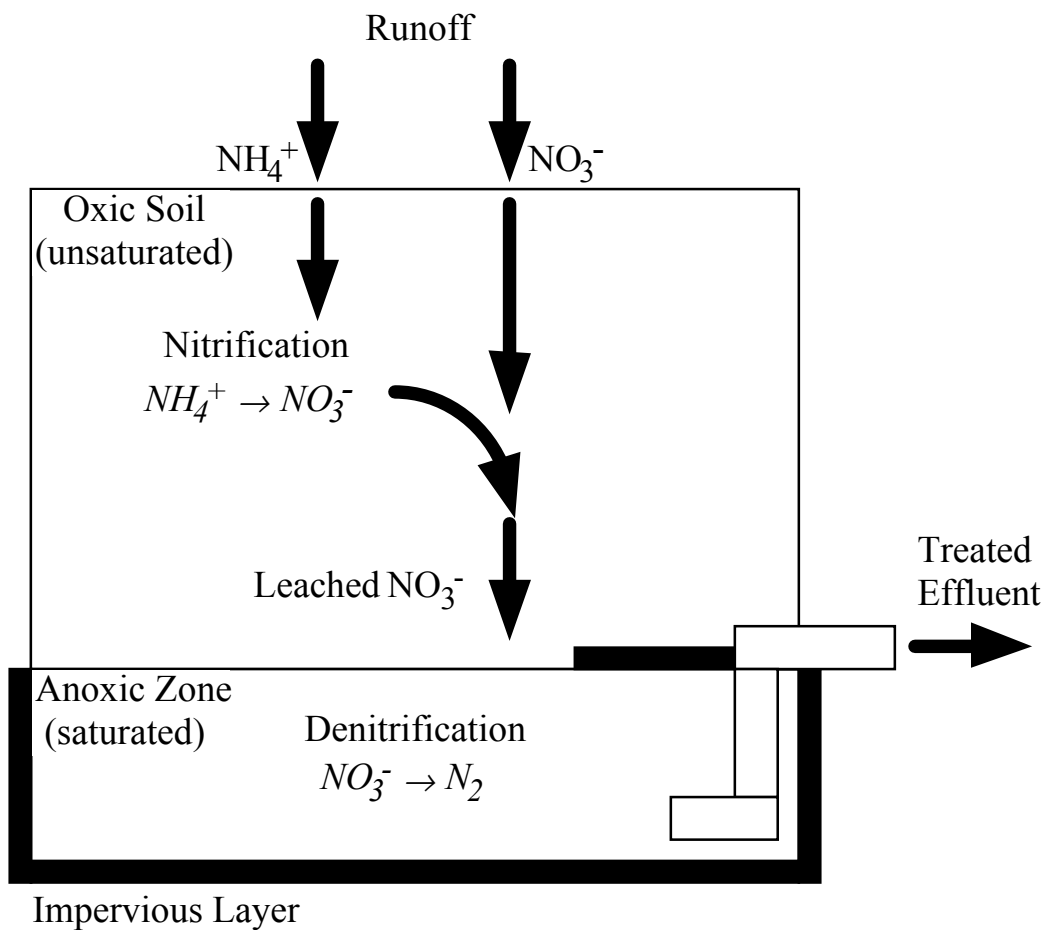 Runoff
NH₄⁺
NO₃⁻
Oxic Soil
(unsaturated)
Nitrification
NH₄⁺ → NO₃⁻
Leached NO₃⁻
Treated
Effluent
Anoxic Zone
(saturated)
Denitrification
NO₃⁻ → N₂
Impervious Layer